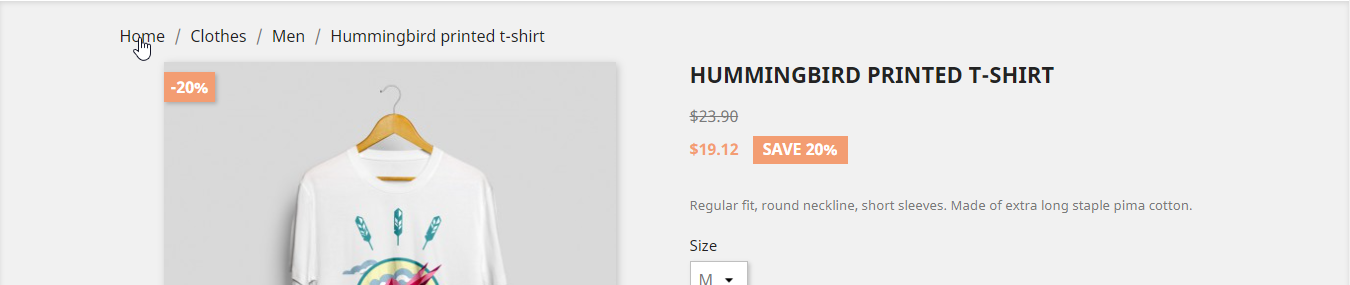 Home / Clothes / Men / Hummingbird printed t-shirt
-20%
HUMMINGBIRD PRINTED T-SHIRT
$23.90
$19.12 SAVE 20%
Regular fit, round neckline, short sleeves. Made of extra long staple pima cotton.
Size
M